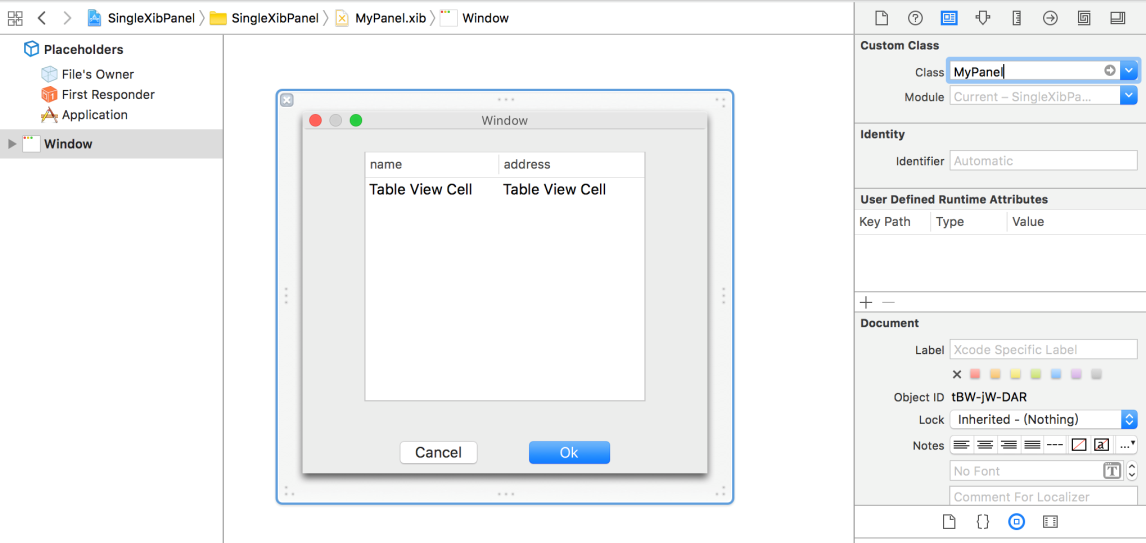 SingleXibPanel SingleXibPanel MyPanel.xib Window
Placeholders
File's Owner
First Responder
Application
Window
Window
name address
Table View Cell Table View Cell
Cancel Ok
Custom Class
Class MyPanel
Module Current – SingleXibPa...
Identity
Identifier Automatic
User Defined Runtime Attributes
Key Path Type Value
Document
Label Xcode Specific Label
Object ID tBW-jW-DAR
Lock Inherited - (Nothing)
Notes
No Font
Comment For Localizer